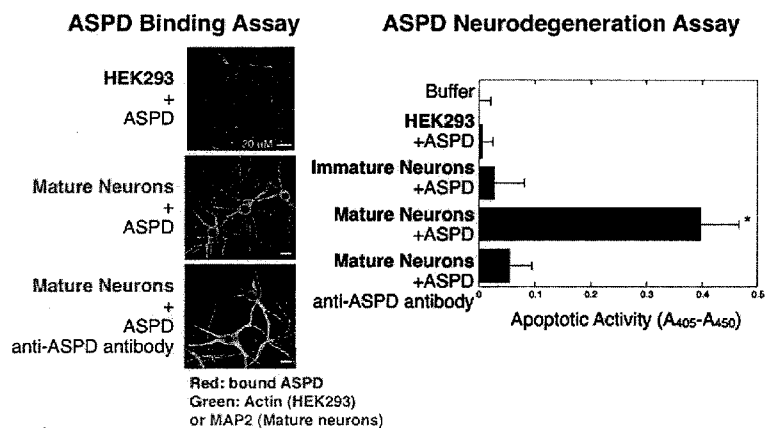 ASPD Binding Assay
HEK293
+
ASPD
20 uM
Mature Neurons
+
ASPD
Mature Neurons
+
ASPD
anti-ASPD antibody
Red: bound ASPD
Green: Actin (HEK293)
or MAP2 (Mature neurons)
ASPD Neurodegeneration Assay
Buffer
HEK293
+ASPD
Immature Neurons
+ASPD
Mature Neurons
+ASPD
*
Mature Neurons
+ASPD
anti-ASPD antibody
0 0.1 0.2 0.3 0.4 0.5
Apoptotic Activity (A405-A450)